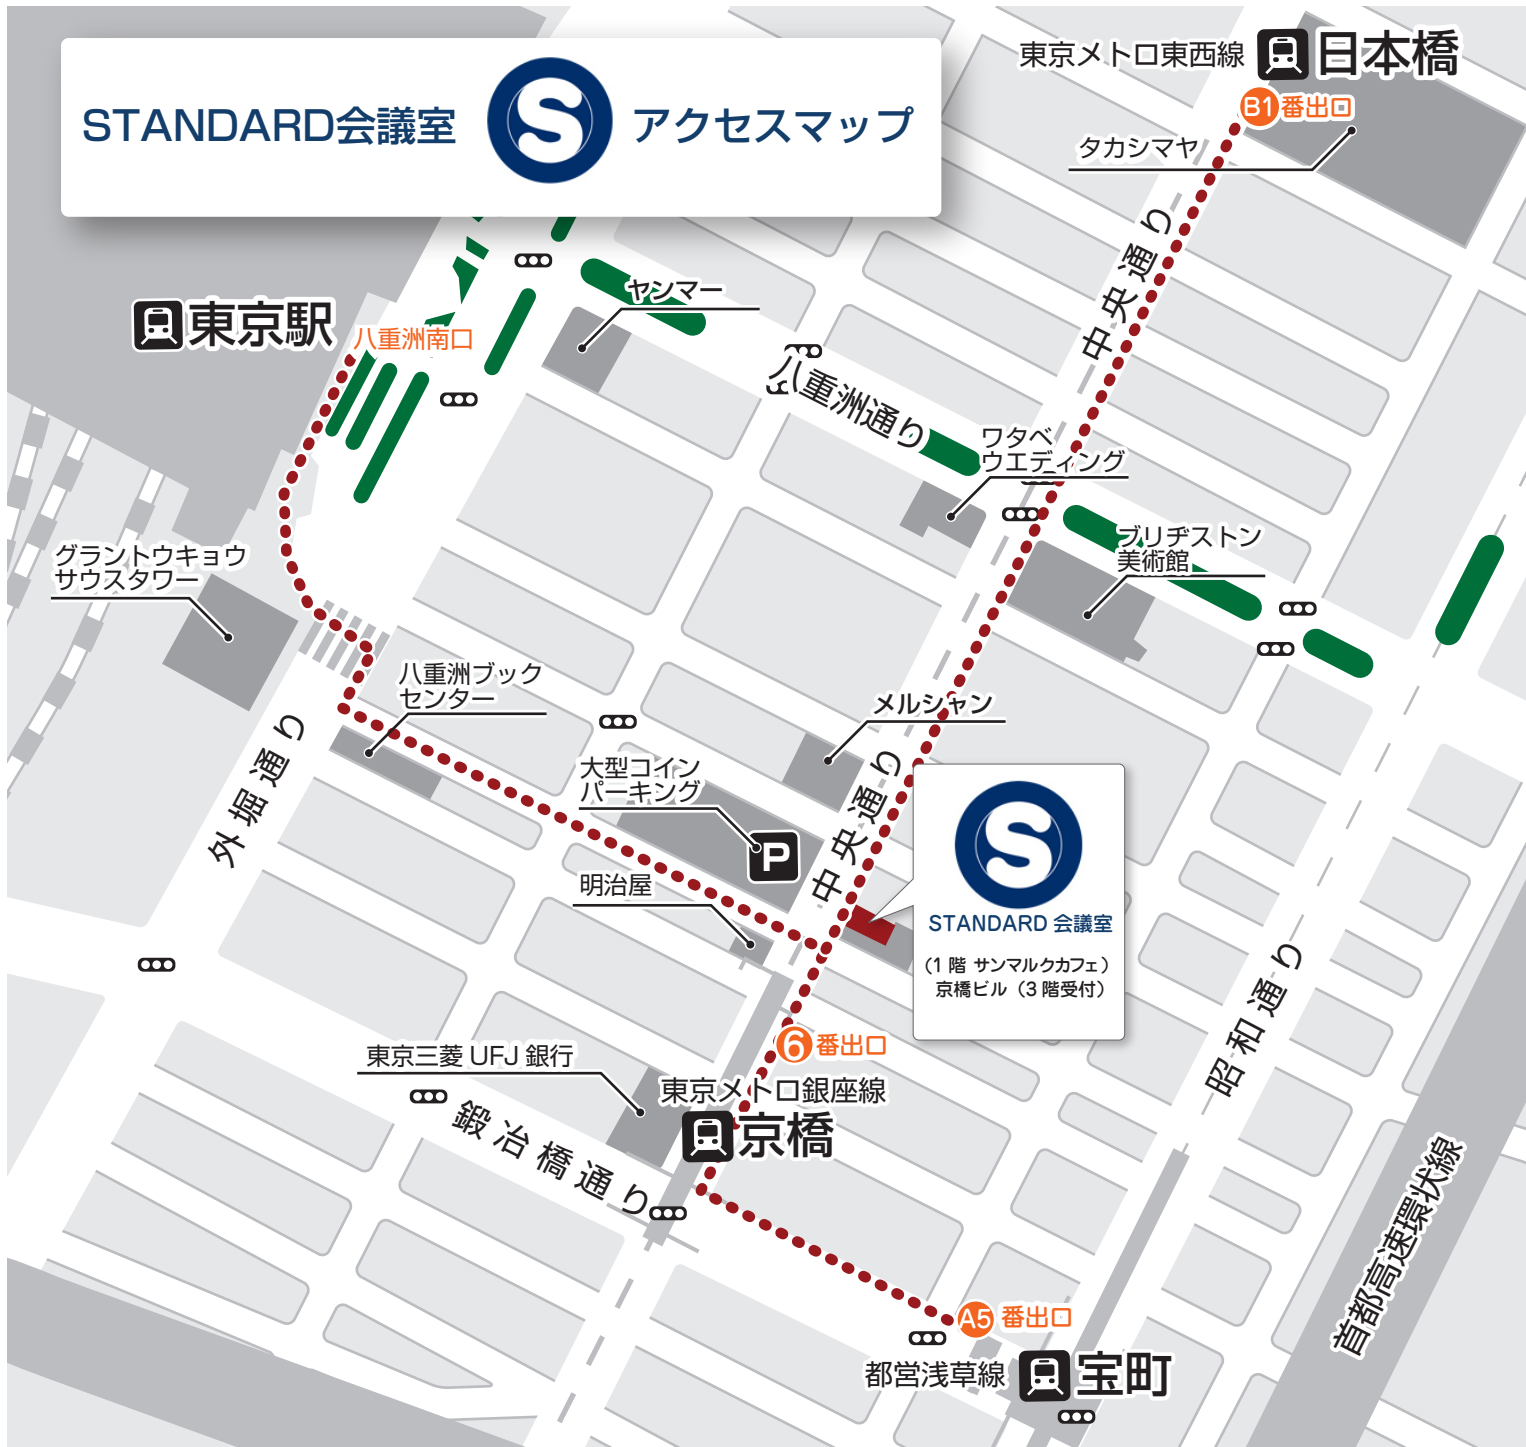 STANDARD会議室
S
アクセスマップ
東京メトロ東西線
日本橋
B1番出口
タカシマヤ
中央通り
ヤンマー
東京駅
八重洲南口
八重洲通り
ワタベ
ウエディング
ブリヂストン
美術館
グラントウキョウ
サウスタワー
八重洲ブック
センター
メルシャン
外堀通り
大型コイン
パーキング
P
中央通り
明治屋
S
STANDARD 会議室
（1 階 サンマルクカフェ）
京橋ビル（3 階受付）
昭和通り
6番出口
東京三菱 UFJ 銀行
東京メトロ銀座線
京橋
鍛冶橋通り
首都高速環状線
A5番出口
都営浅草線
宝町